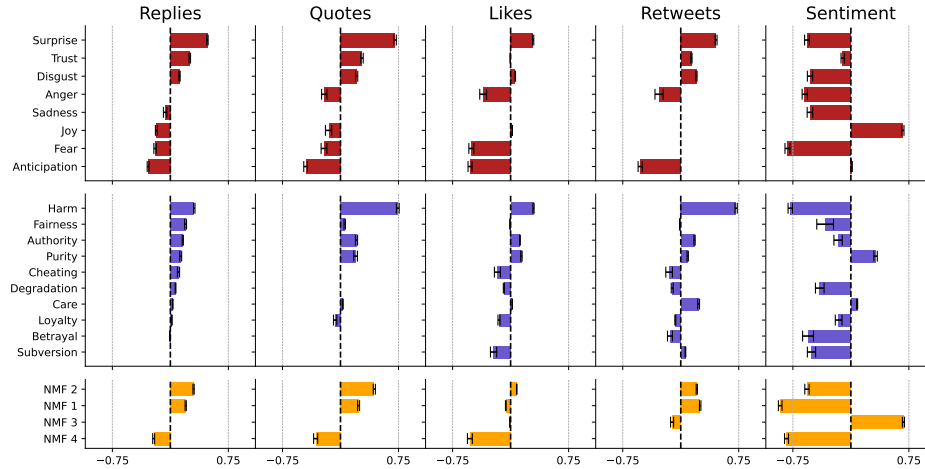 Replies Quotes Likes Retweets Sentiment
Surprise
Trust
Disgust
Anger
Sadness
Joy
Fear
Anticipation
Harm
Fairness
Authority
Purity
Cheating
Degradation
Care
Loyalty
Betrayal
Subversion
NMF 2
NMF 1
NMF 3
NMF 4
−0.75 0.75 −0.75 0.75 −0.75 0.75 −0.75 0.75 −0.75 0.75